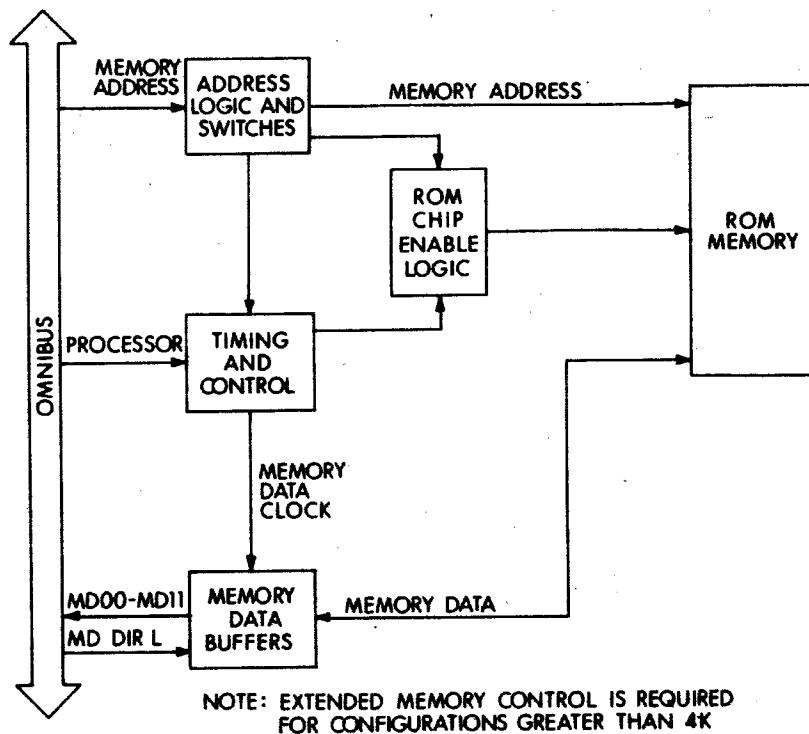 MEMORY
ADDRESS
ADDRESS
LOGIC AND
SWITCHES
MEMORY ADDRESS
ROM
CHIP
ENABLE
LOGIC
ROM
MEMORY
OMNIBUS
PROCESSOR
TIMING
AND
CONTROL
MEMORY
DATA
CLOCK
MD00-MD11
MD DIR L
MEMORY
DATA
BUFFERS
MEMORY DATA
NOTE: EXTENDED MEMORY CONTROL IS REQUIRED
FOR CONFIGURATIONS GREATER THAN 4K